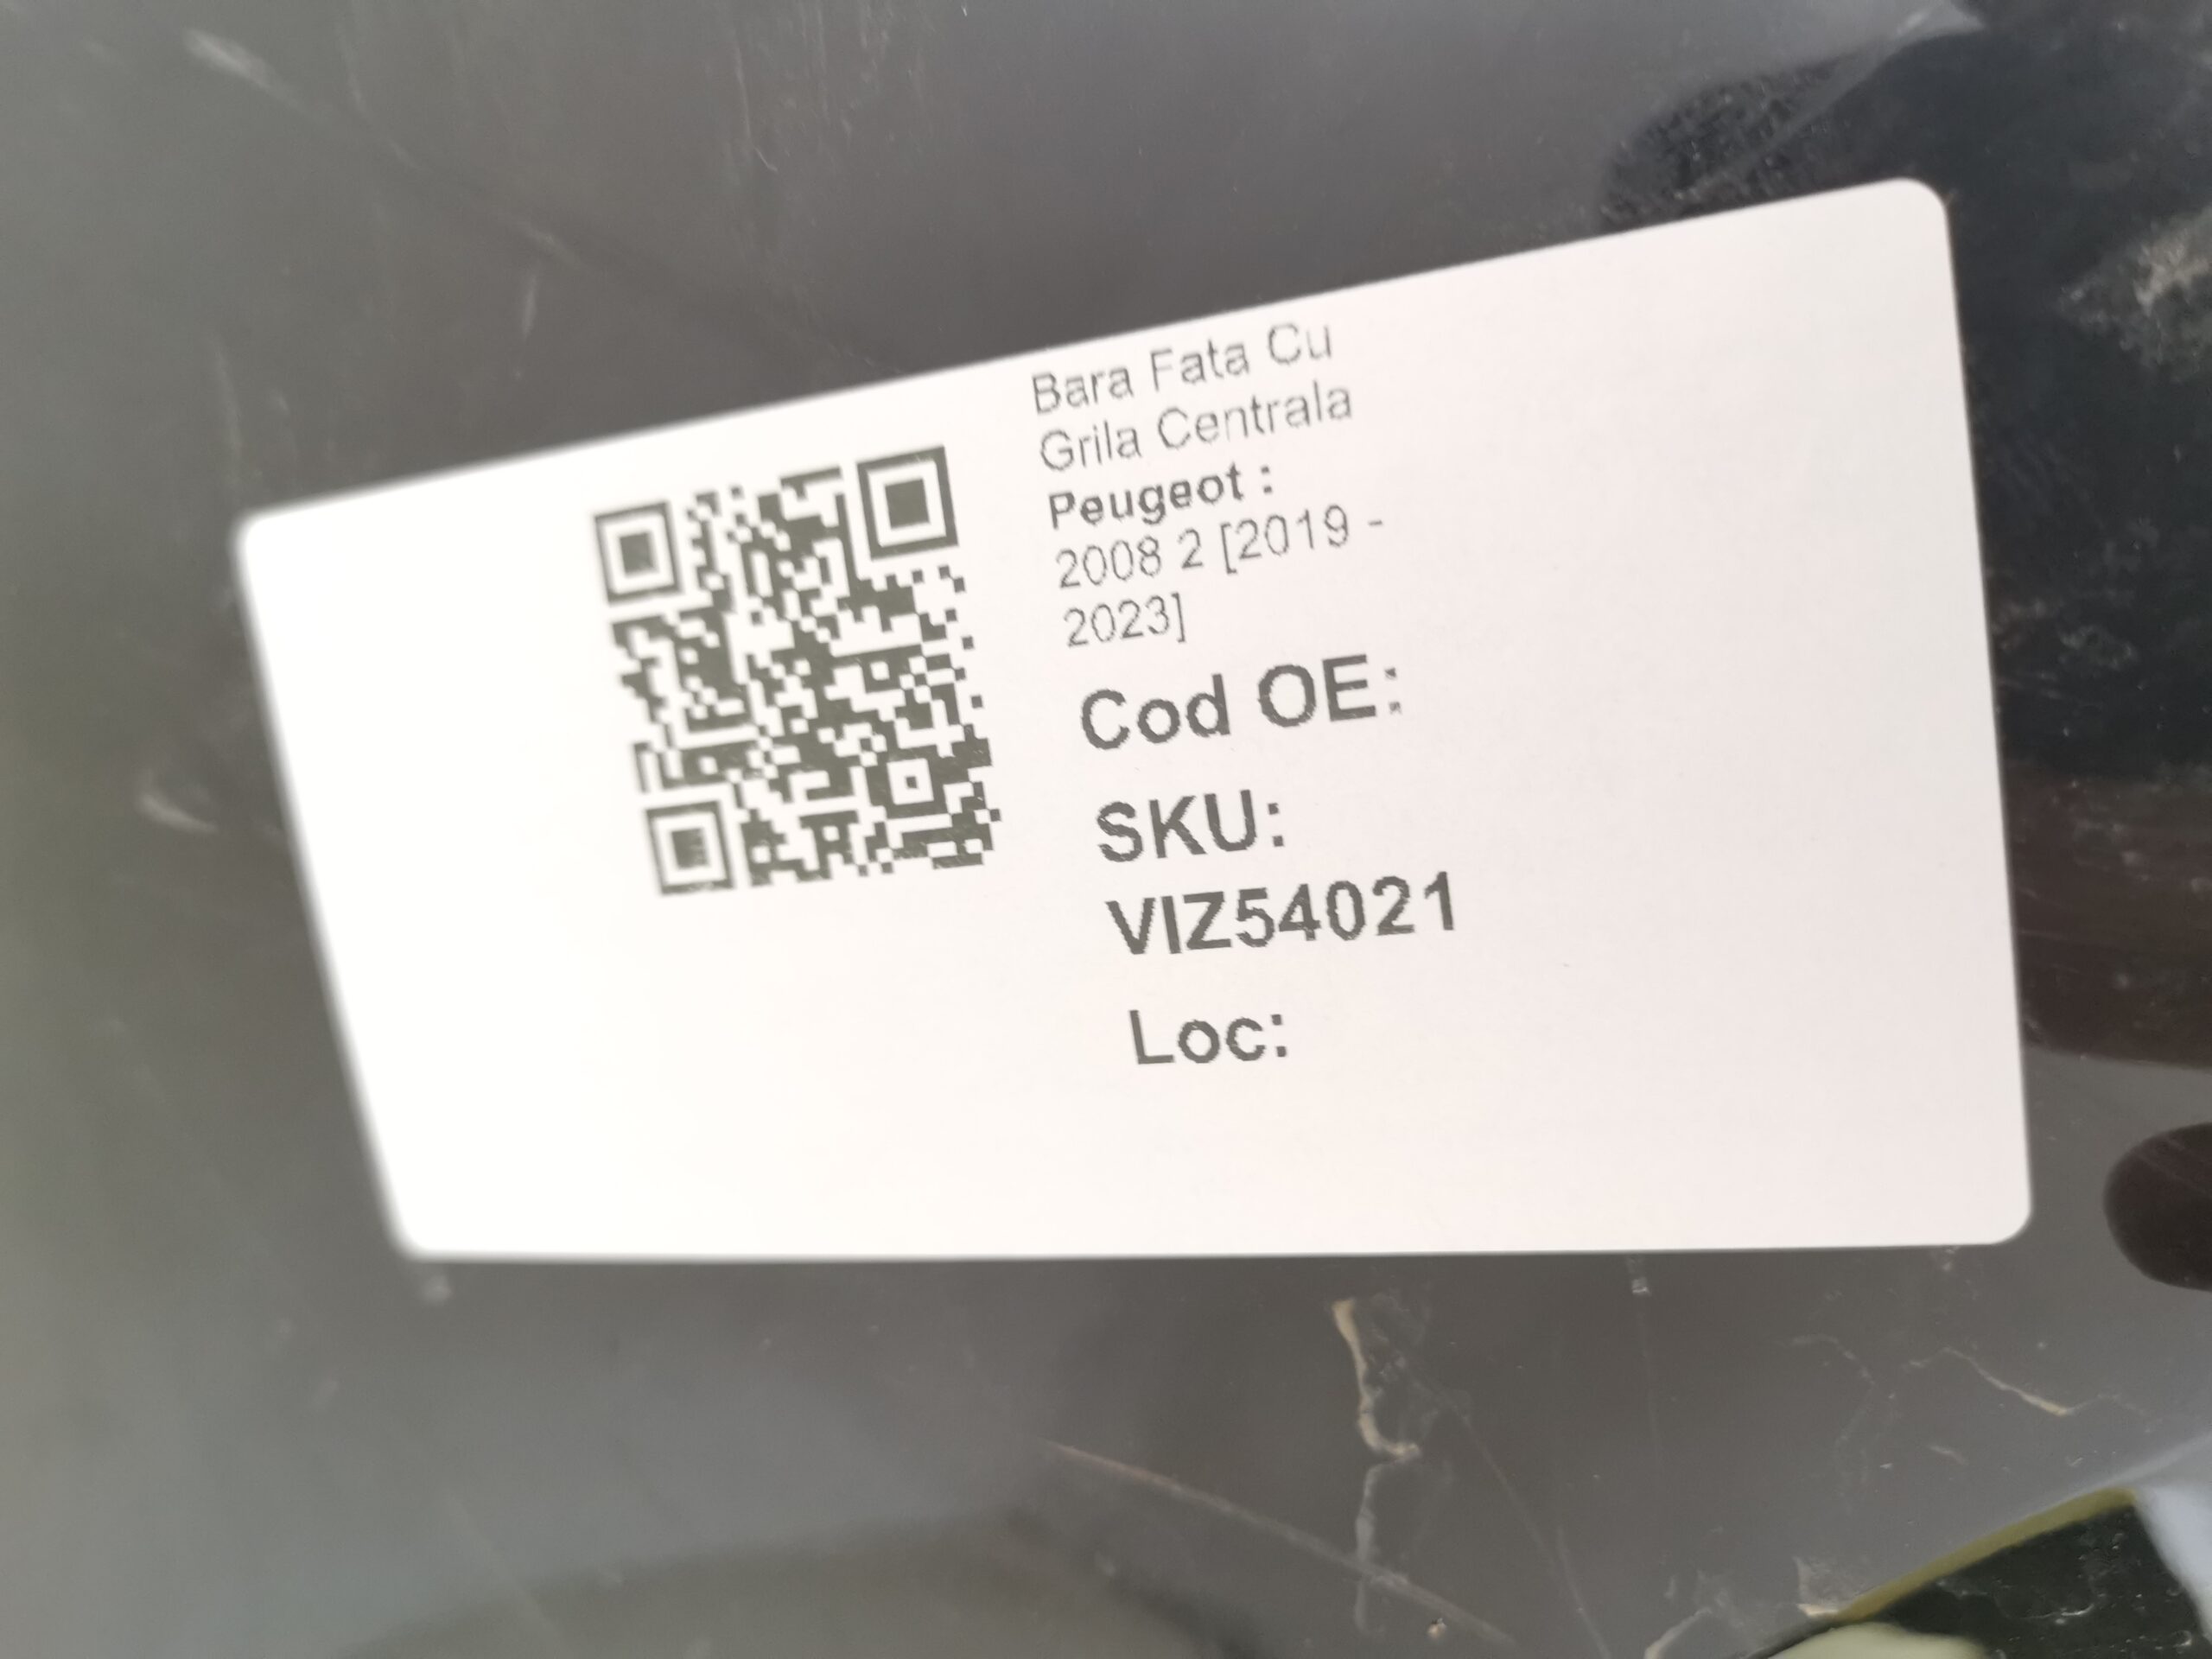 Bara Fata Cu
Grila Centrala
Peugeot :
2008 2 [2019 -
2023]
Cod OE:
SKU:
VIZ54021
Loc: